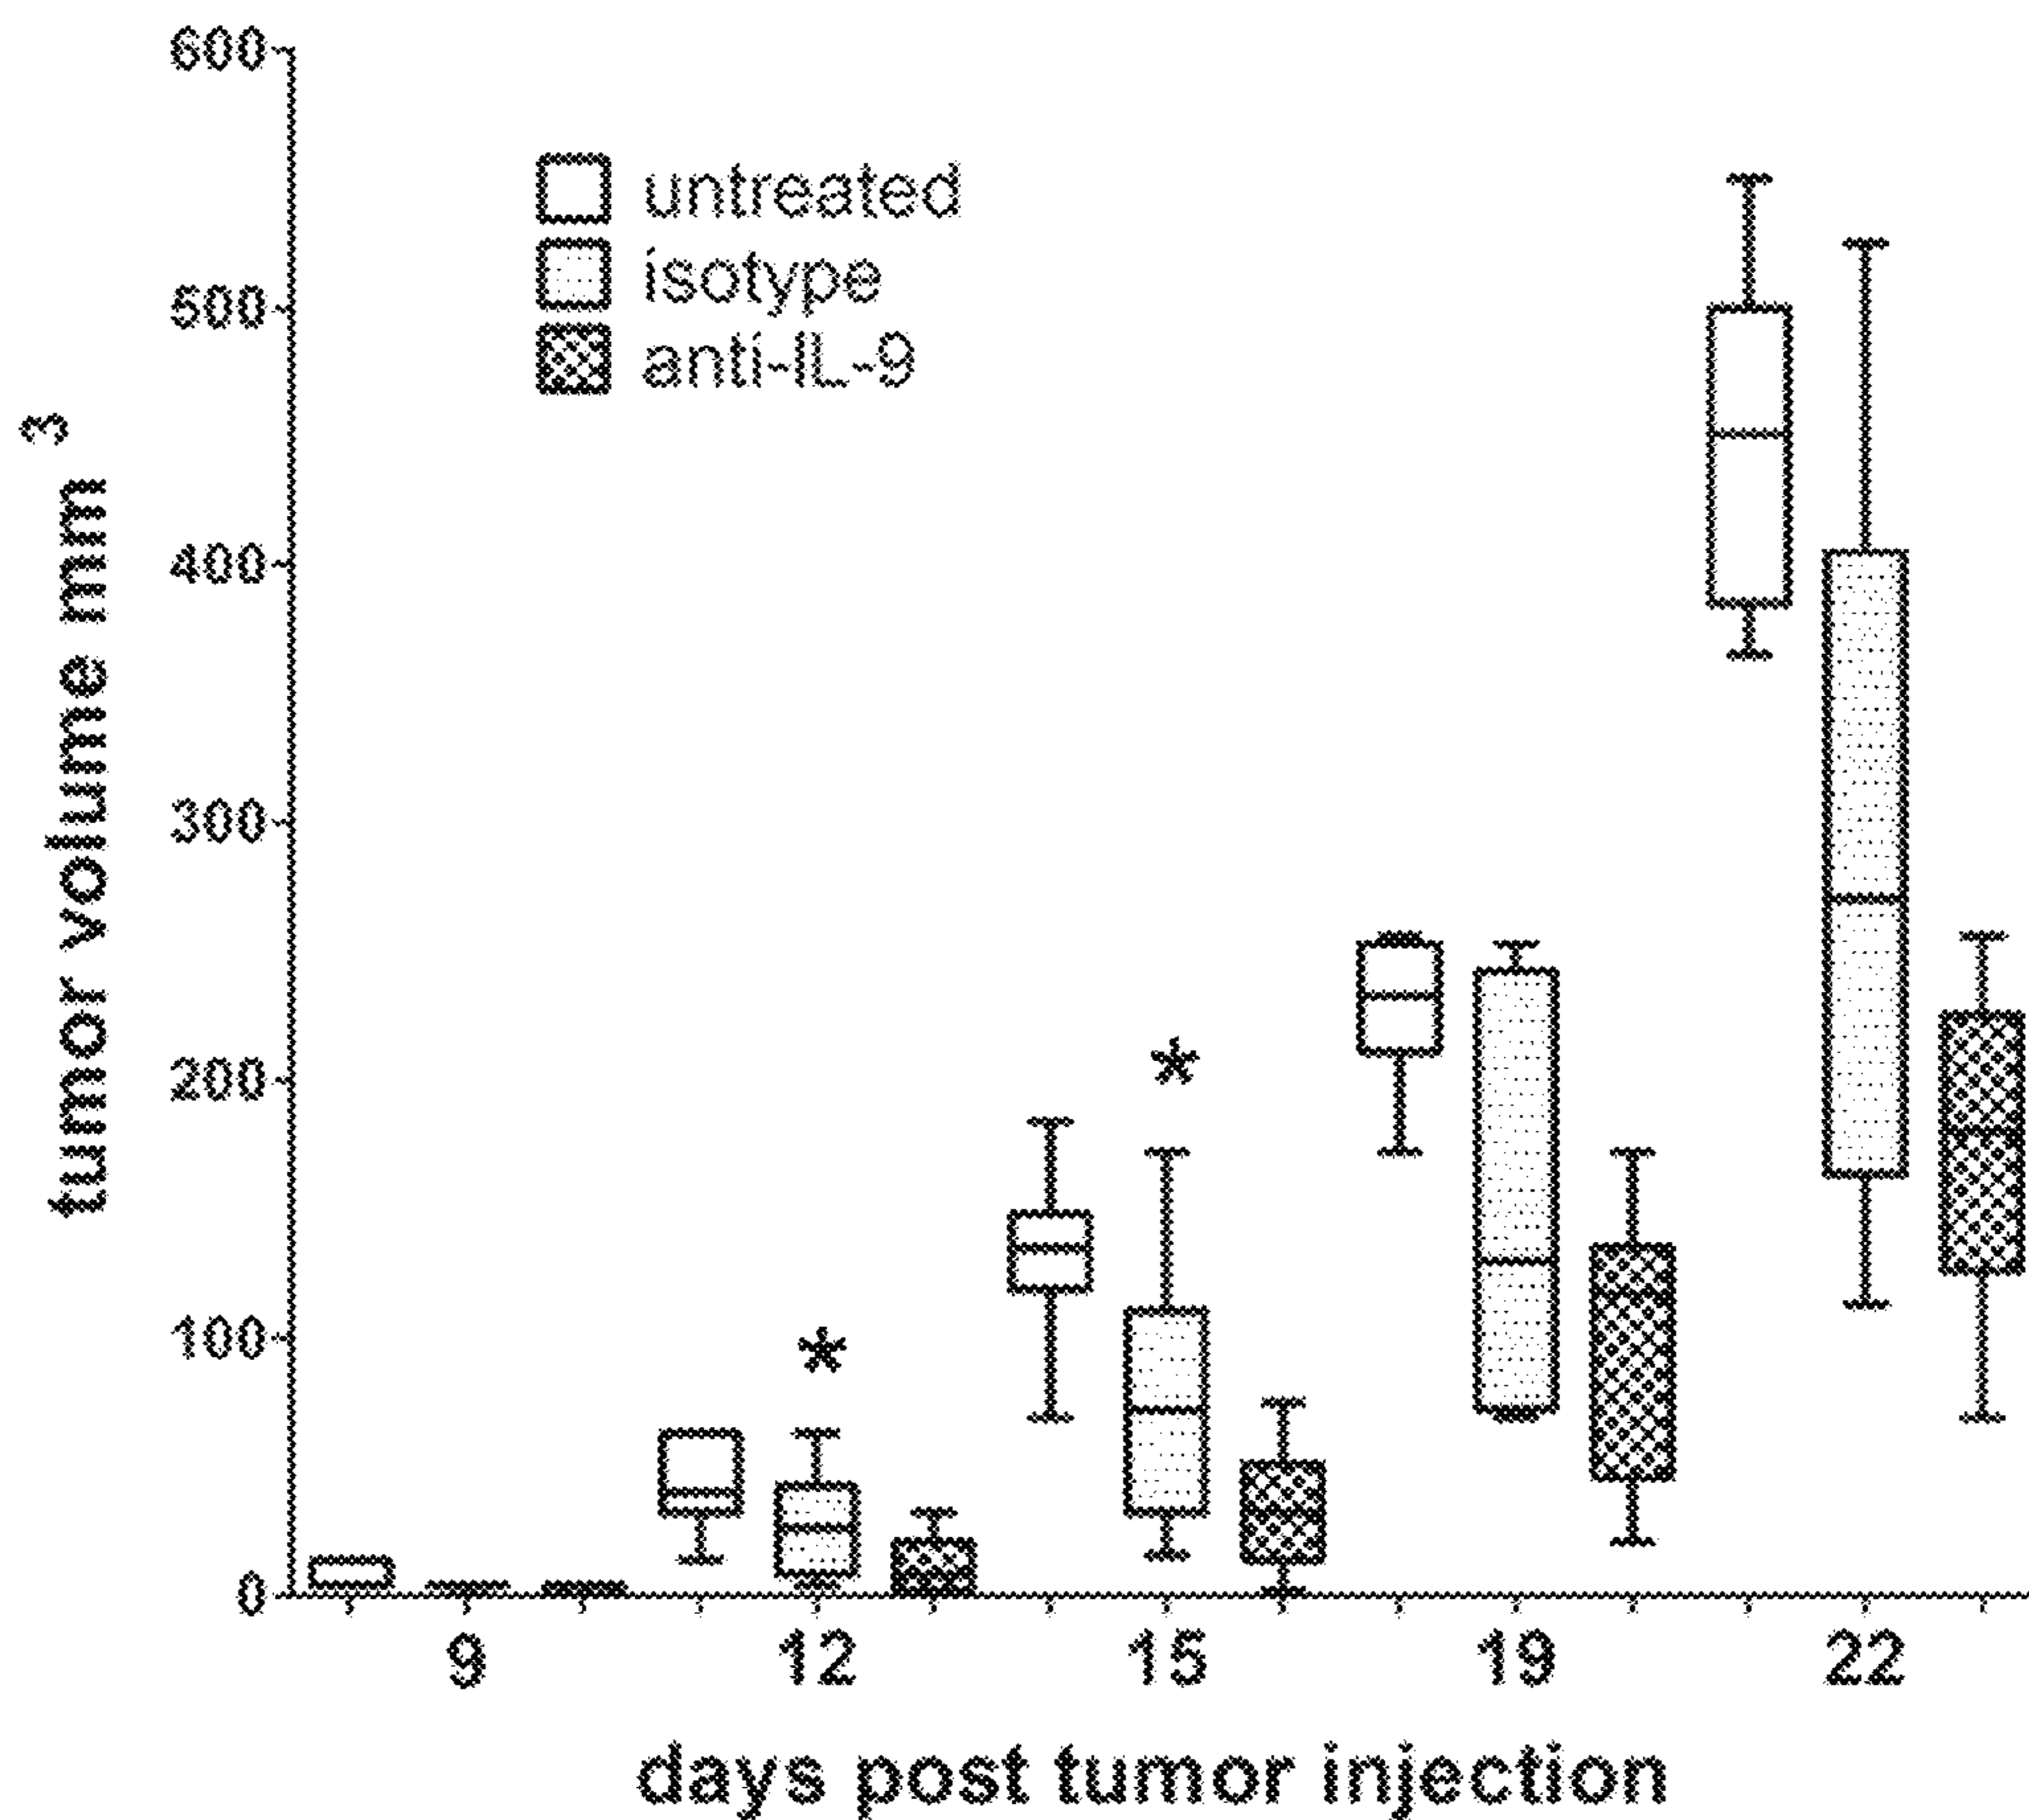 600
500
400
300
200
100
0
tumor volume mm 3
untreated
isotype
anti-IL-9
*
*
9 12 15 19 22
days post tumor injection